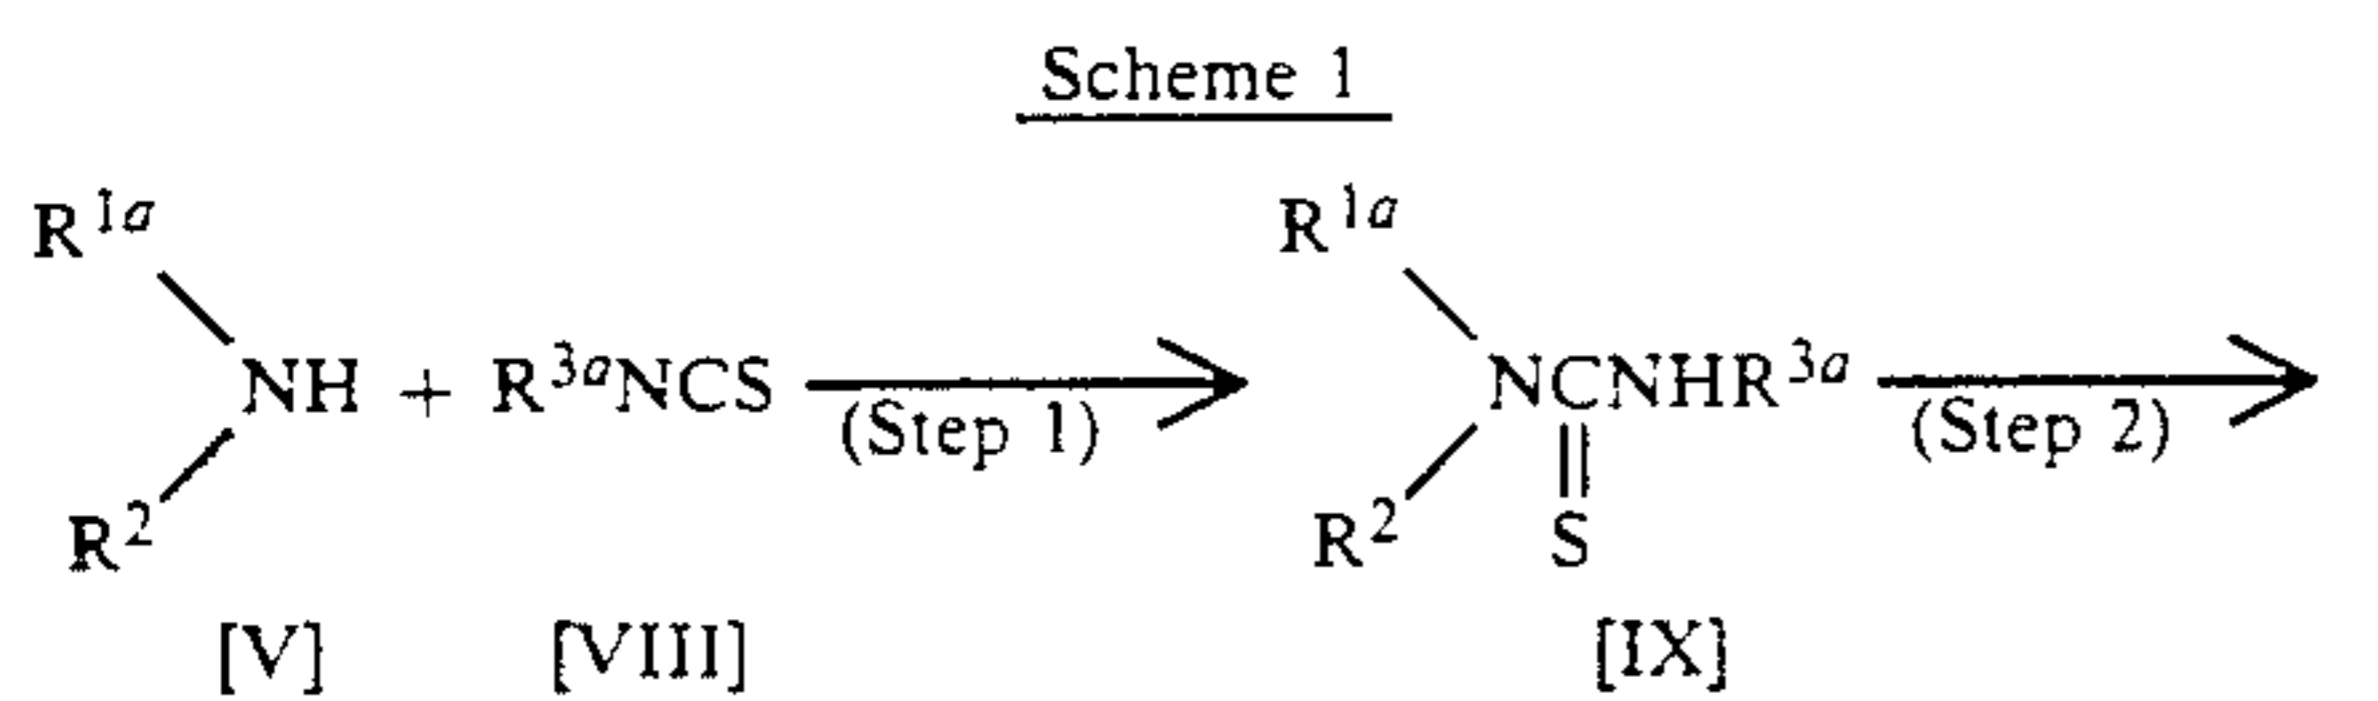 Scheme 1
R1a R1a
NH + R3aNCS (Step 1) NCNHR3a (Step 2)
R2 S R2
[V] [VIII] [IX]